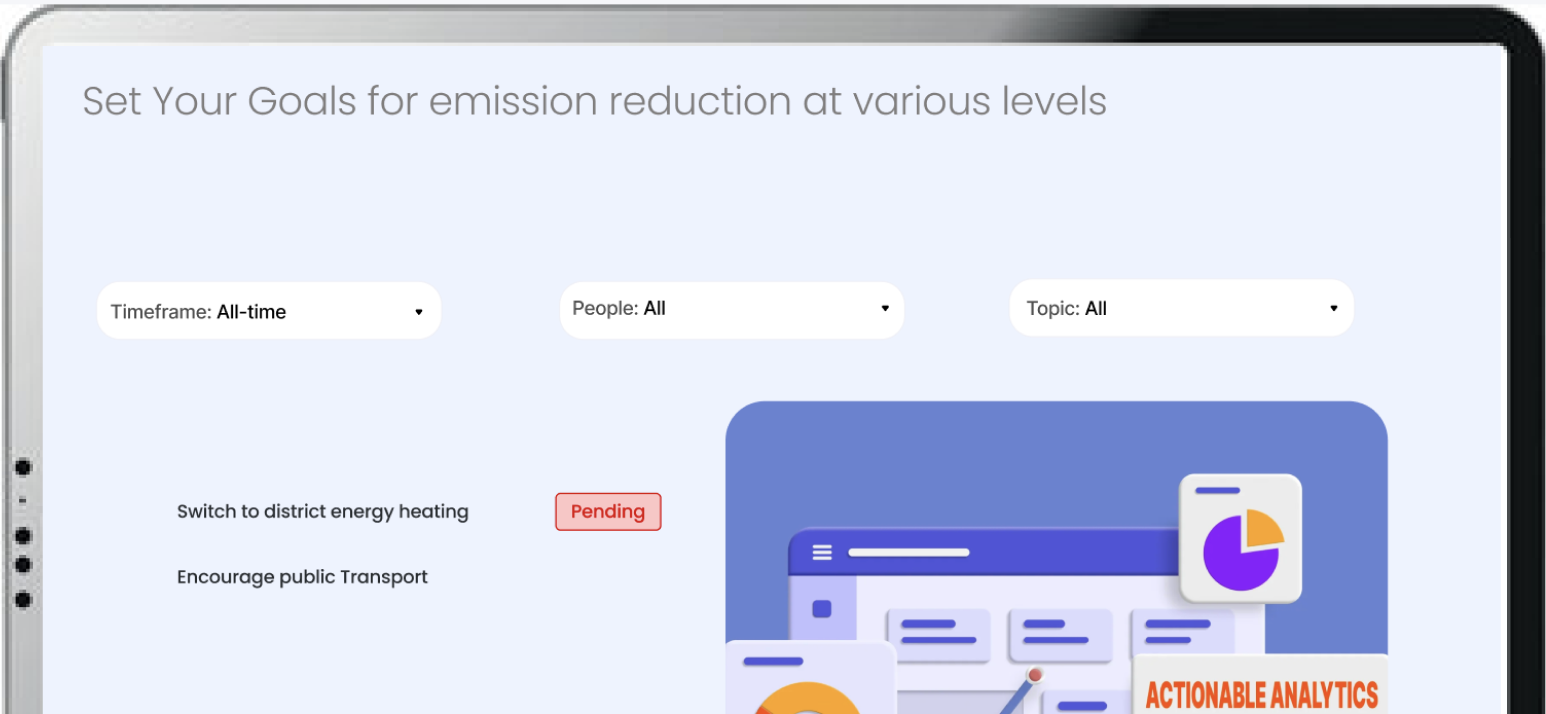 Set Your Goals for emission reduction at various levels
Timeframe: All-time
People: All
Topic: All
Switch to district energy heating
Pending
Encourage public Transport
ACTIONABLE ANALYTICS